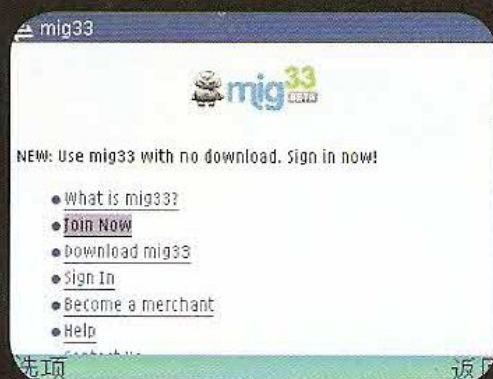 mig33
mig33
BETA
NEW: Use mig33 with no download. Sign in now!
What is mig33?
Join Now
Download mig33
Sign In
Become a merchant
Help
选项